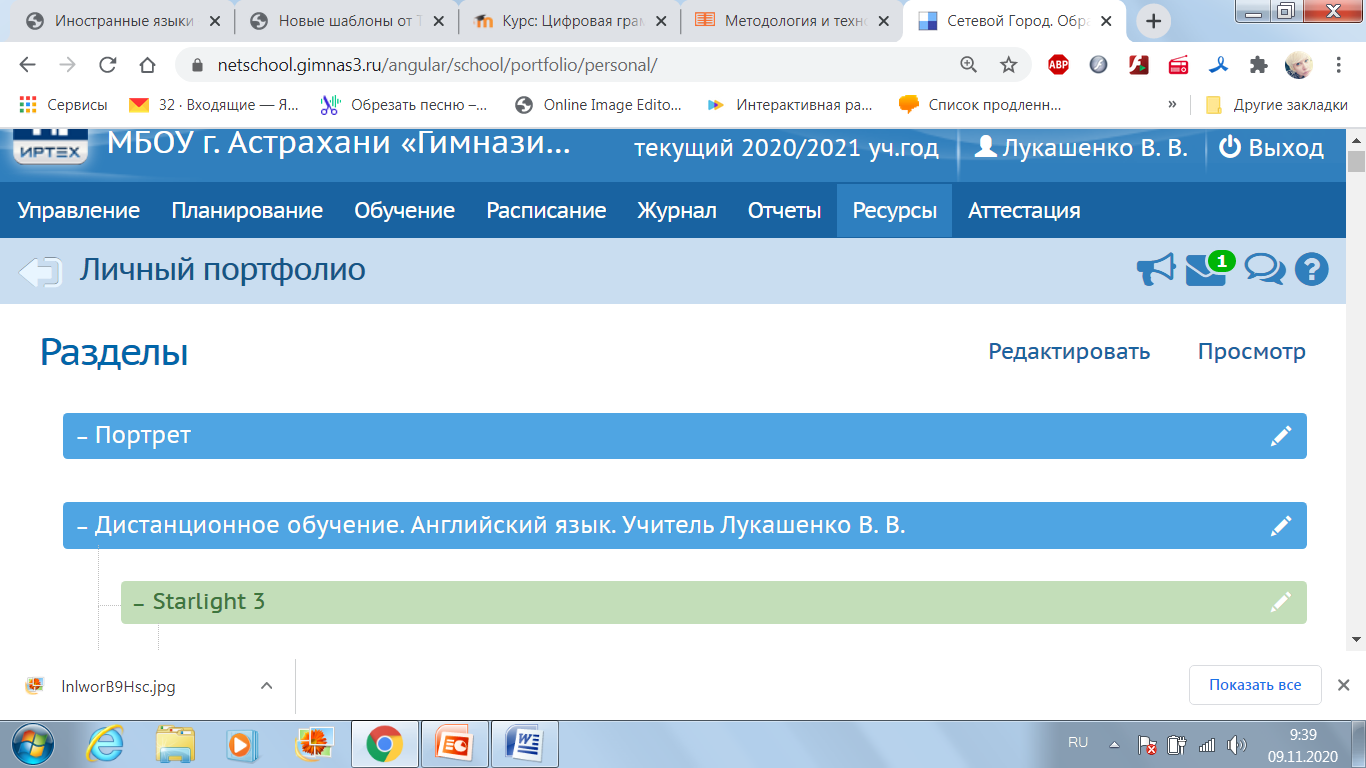 Иностранные языки
Новые шаблоны от T
Курс: Цифровая грам
Методология и техно
Сетевой Город. Обра
netschool.gimnas3.ru/angular/school/portfolio/personal/
ABP
Сервисы
32 · Входящие — Я...
Обрезать песню –...
Online Image Edito...
Интерактивная ра...
Список продленн...
»
Другие закладки
ИРТЕХ
МБОУ г. Астрахани «Гимнази...
текущий 2020/2021 уч.год
Лукашенко В. В.
Выход
Управление Планирование Обучение Расписание Журнал Отчеты Ресурсы Аттестация
Личный портфолио
1
Разделы
Редактировать
Просмотр
– Портрет
– Дистанционное обучение. Английский язык. Учитель Лукашенко В. В.
– Starlight 3
lnlworB9Hsc.jpg
Показать все
RU
9:39
09.11.2020